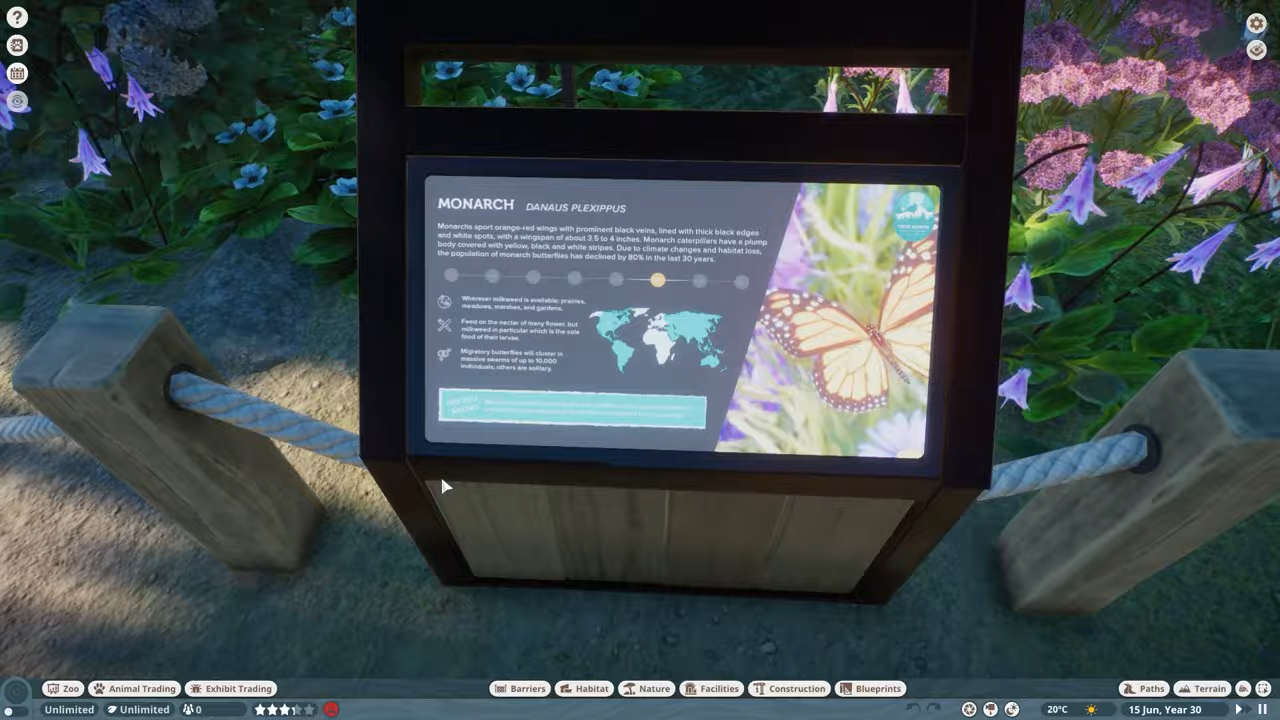 ?
MONARCH DANAUS PLEXIPPUS
Monarchs sport orange-red wings with prominent black veins, lined with thick black edges
and white spots, with a wingspan of about 3.5 to 4 inches. Monarch caterpillars have a plump
body covered with yellow, black and white stripes. Due to climate changes and habitat loss,
the population of monarch butterflies has declined by 80% in the last 30 years.
Wherever milkweed is available; prairies,
meadows, marshes, and gardens.
Feed on the nectar of many flower, but
milkweed in particular which is the sole
food of their larvae.
Migratory butterflies will cluster in
massive swarms of up to 10,000
individuals, others are solitary.
DID YOU
KNOW?
Zoo Animal Trading Exhibit Trading Barriers Habitat Nature Facilities Construction Blueprints Paths Terrain
Unlimited Unlimited 0 20°C 15 Jun, Year 30